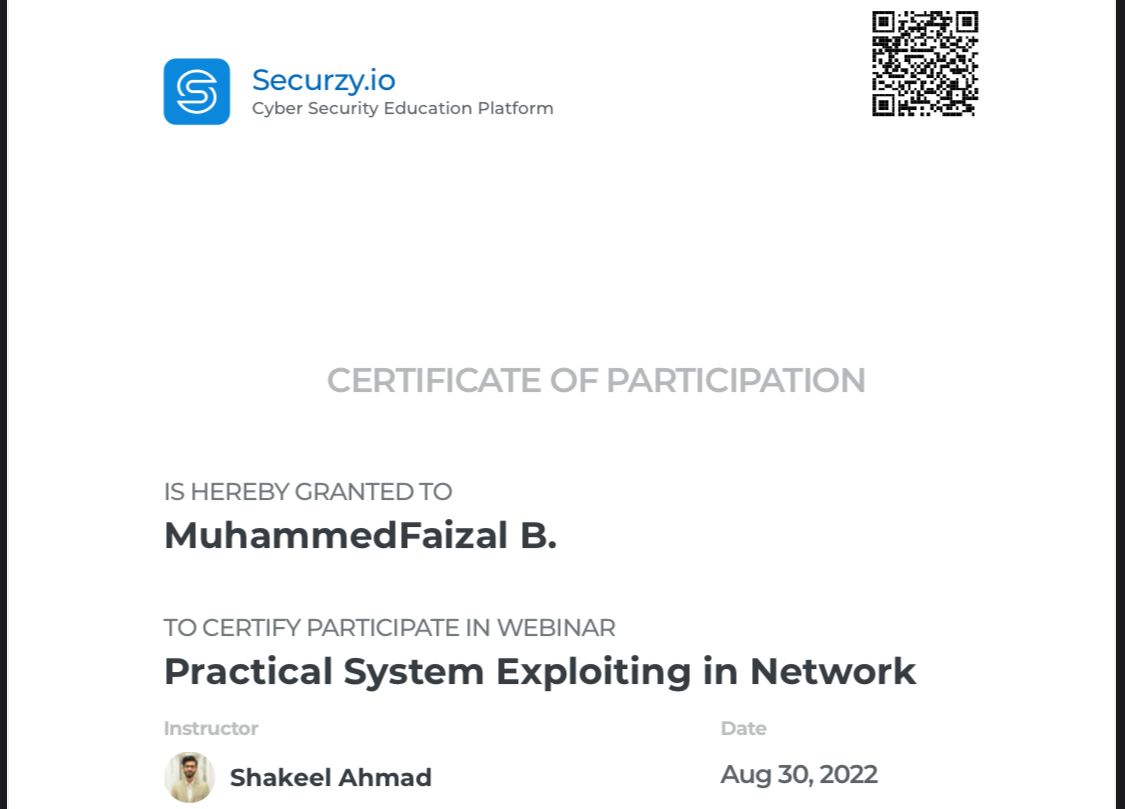 Securzy.io
Cyber Security Education Platform
CERTIFICATE OF PARTICIPATION
IS HEREBY GRANTED TO
MuhammedFaizal B.
TO CERTIFY PARTICIPATE IN WEBINAR
Practical System Exploiting in Network
Instructor
Date
Shakeel Ahmad
Aug 30, 2022